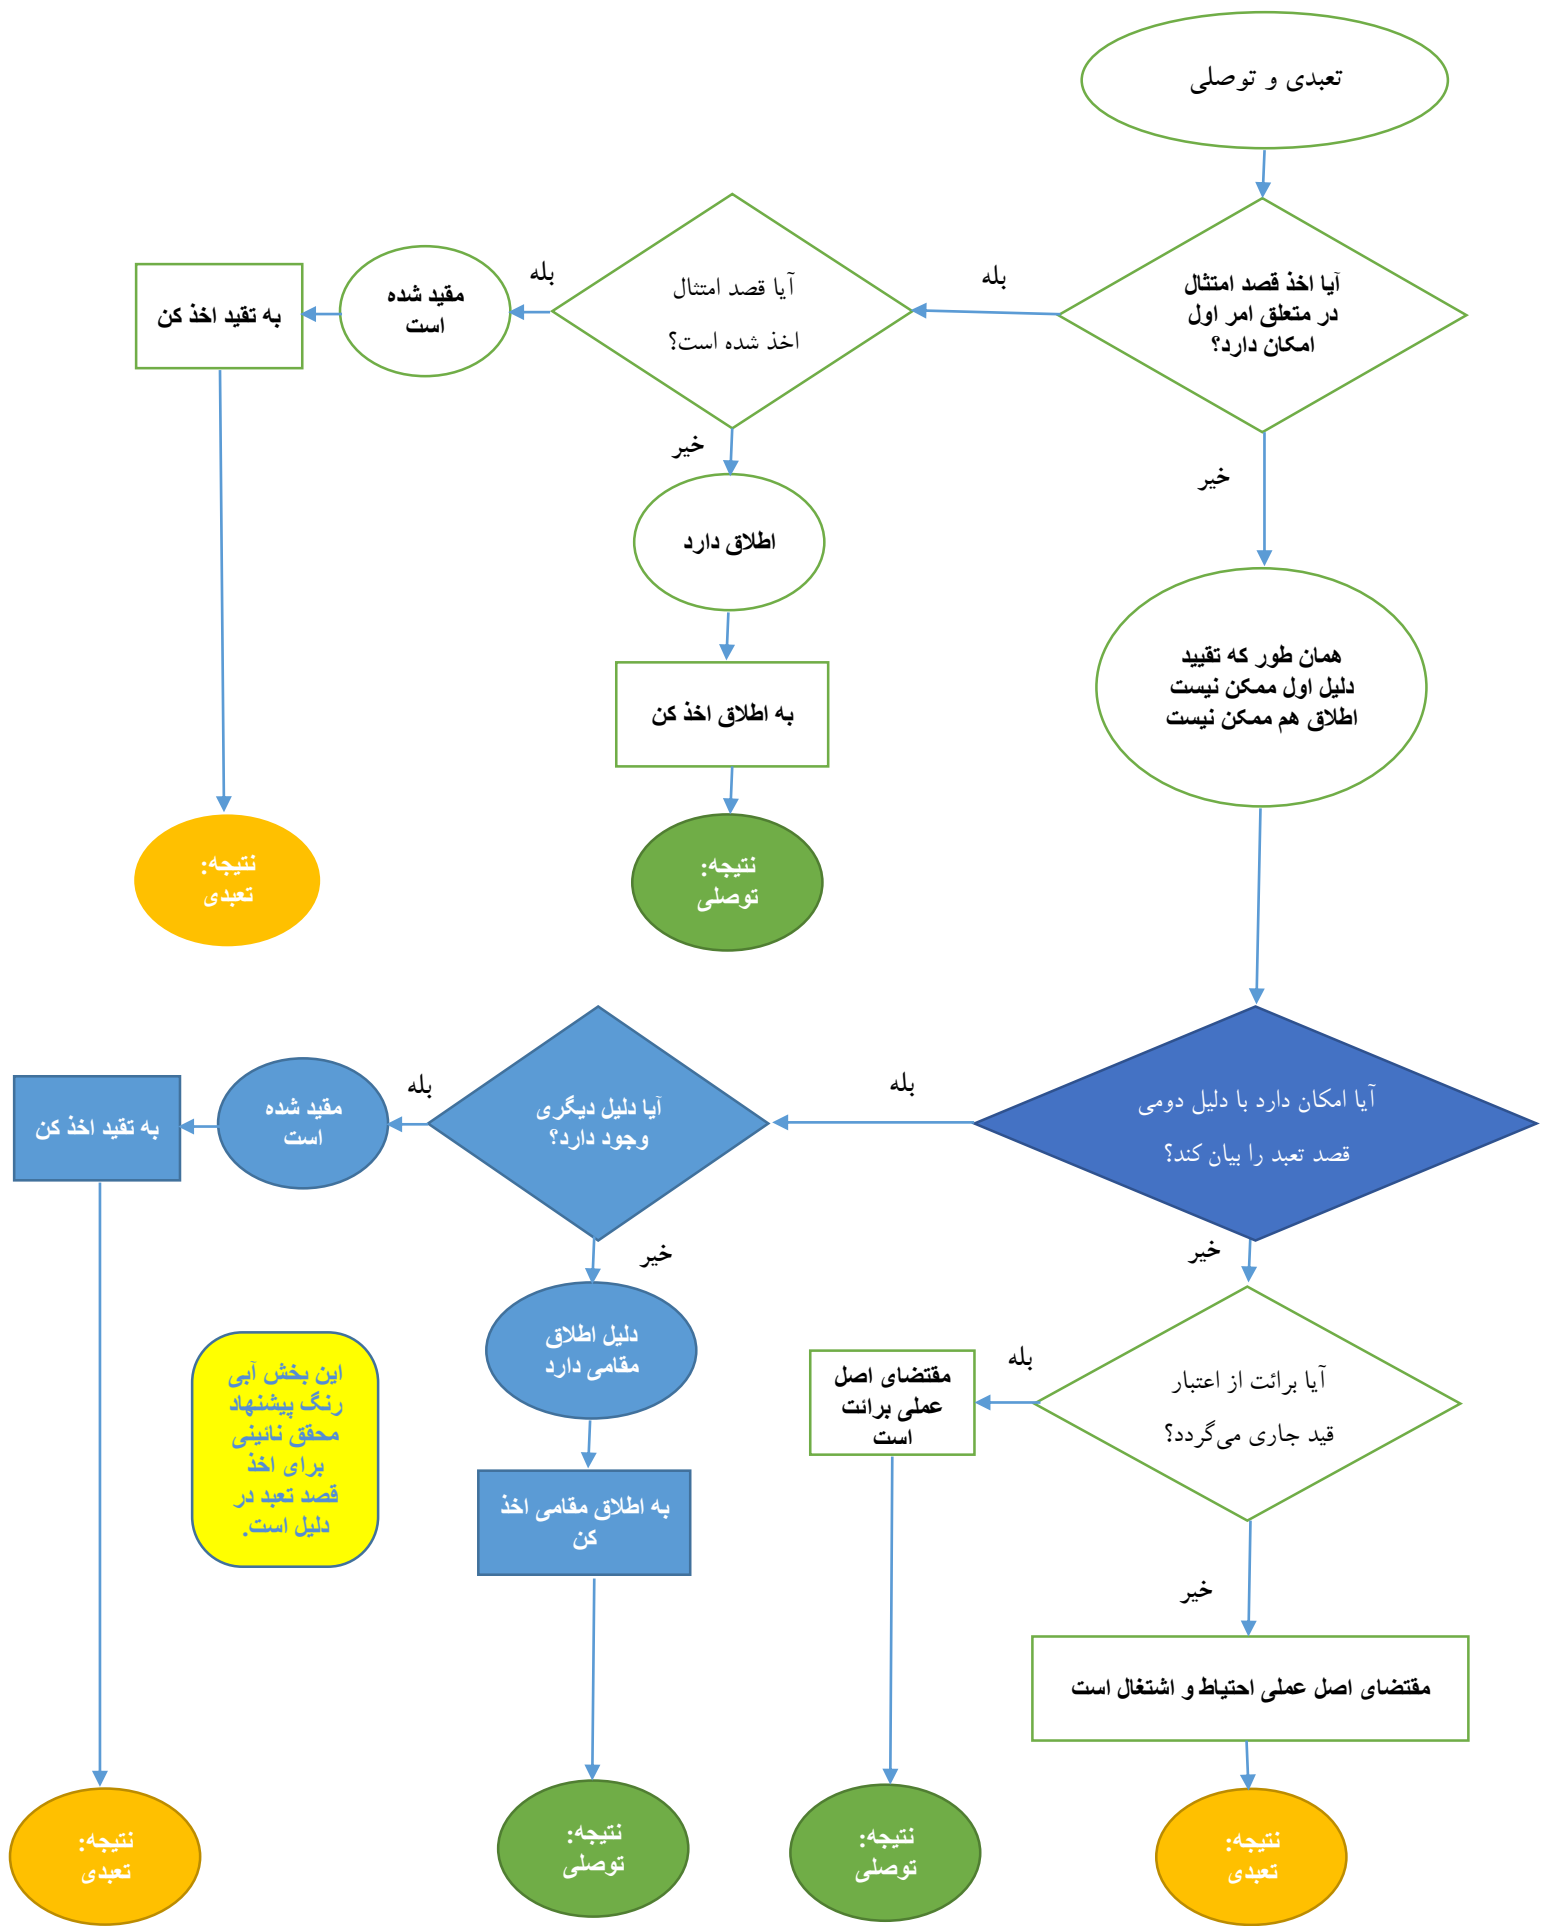 تعبدی و توصلی
آیا اخذ قصد امتثال
در متعلق امر اول
امکان دارد؟
بله
آیا قصد امتثال
اخذ شده است؟
بله
مقید شده
است
به تقید اخذ کن
خیر
اطلاق دارد
به اطلاق اخذ کن
نتیجه:
توصلی
نتیجه:
تعبدی
خیر
همان طور که تقیید
دلیل اول ممکن نیست
اطلاق هم ممکن نیست
آیا امکان دارد با دلیل دومی
قصد تعبد را بیان کند؟
بله
آیا دلیل دیگری
وجود دارد؟
بله
مقید شده
است
به تقید اخذ کن
خیر
دلیل اطلاق
مقامی دارد
به اطلاق مقامی اخذ
کن
این بخش آبی
رنگ پیشنهاد
محقق نائینی
برای اخذ
قصد تعبد در
دلیل است.
خیر
آیا برائت از اعتبار
قید جاری می‌گردد؟
بله
مقتضای اصل
عملی برائت
است
خیر
مقتضای اصل عملی احتیاط و اشتغال است
نتیجه:
تعبدی
نتیجه:
توصلی
نتیجه:
توصلی
نتیجه:
تعبدی